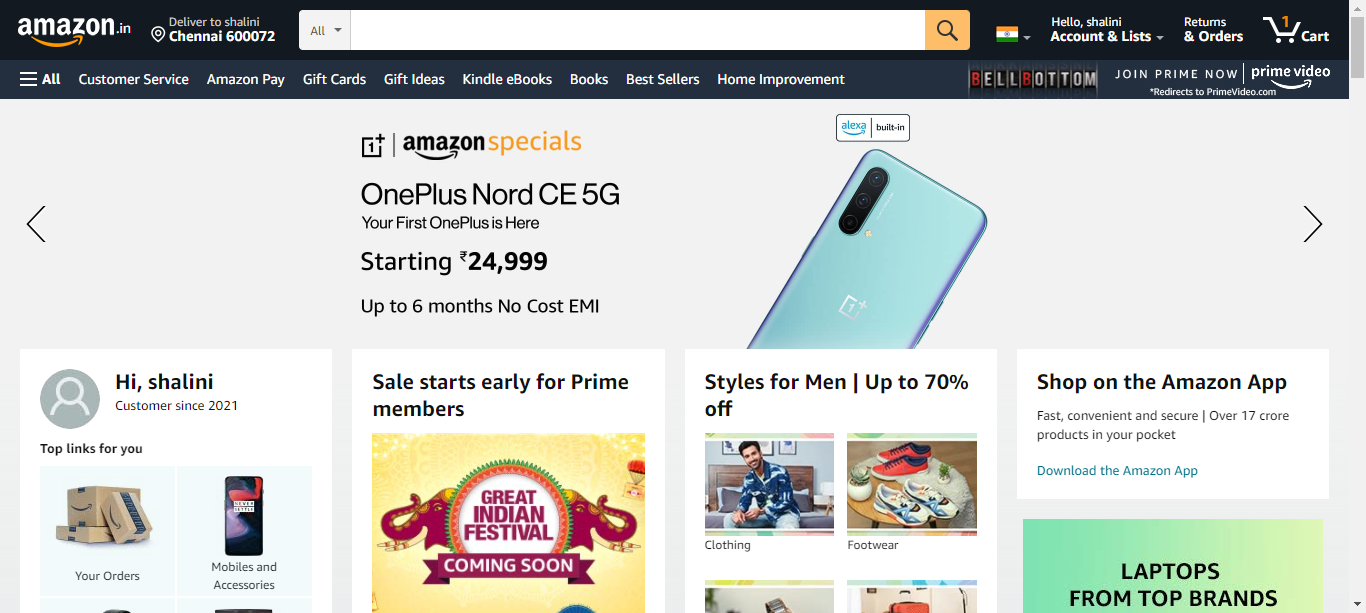 amazon.in
Deliver to shalini
Chennai 600072
All
Hello, shalini
Account & Lists
Returns
& Orders
1
Cart
All
Customer Service
Amazon Pay
Gift Cards
Gift Ideas
Kindle eBooks
Books
Best Sellers
Home Improvement
BELLBOTTOM
JOIN PRIME NOW
prime video
*Redirects to PrimeVideo.com
alexa built-in
1+ | amazon specials
OnePlus Nord CE 5G
Your First OnePlus is Here
Starting ₹24,999
Up to 6 months No Cost EMI
Hi, shalini
Customer since 2021
Top links for you
Your Orders
Mobiles and
Accessories
Sale starts early for Prime
members
GREAT
INDIAN
FESTIVAL
COMING SOON
Styles for Men | Up to 70%
off
Clothing
Footwear
Shop on the Amazon App
Fast, convenient and secure | Over 17 crore
products in your pocket
Download the Amazon App
LAPTOPS
FROM TOP BRANDS